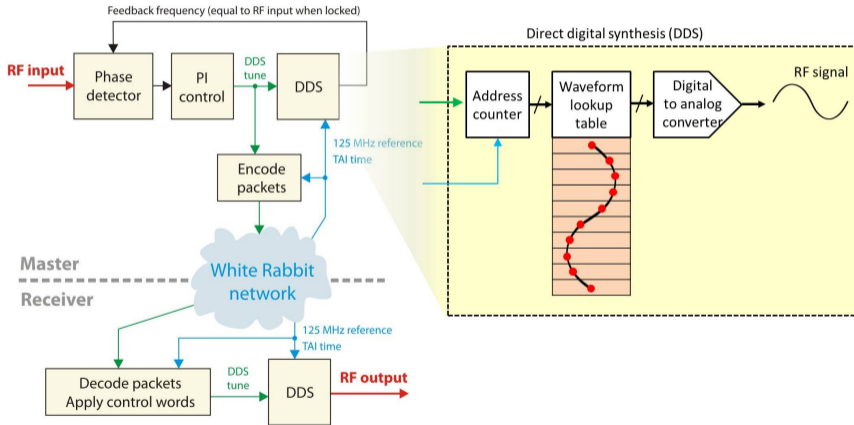 Feedback frequency (equal to RF input when locked)
RF input
Phase
detector
PI
control
DDS
tune
DDS
125 MHz reference
TAI time
Encode
packets
White Rabbit
network
Master
Receiver
125 MHz reference
TAI time
Decode packets
Apply control words
DDS
tune
DDS
RF output
Direct digital synthesis (DDS)
Address
counter
Waveform
lookup
table
Digital
to analog
converter
RF signal